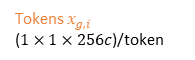 Tokens x_{g,i}
(1 × 1 × 256c)/token